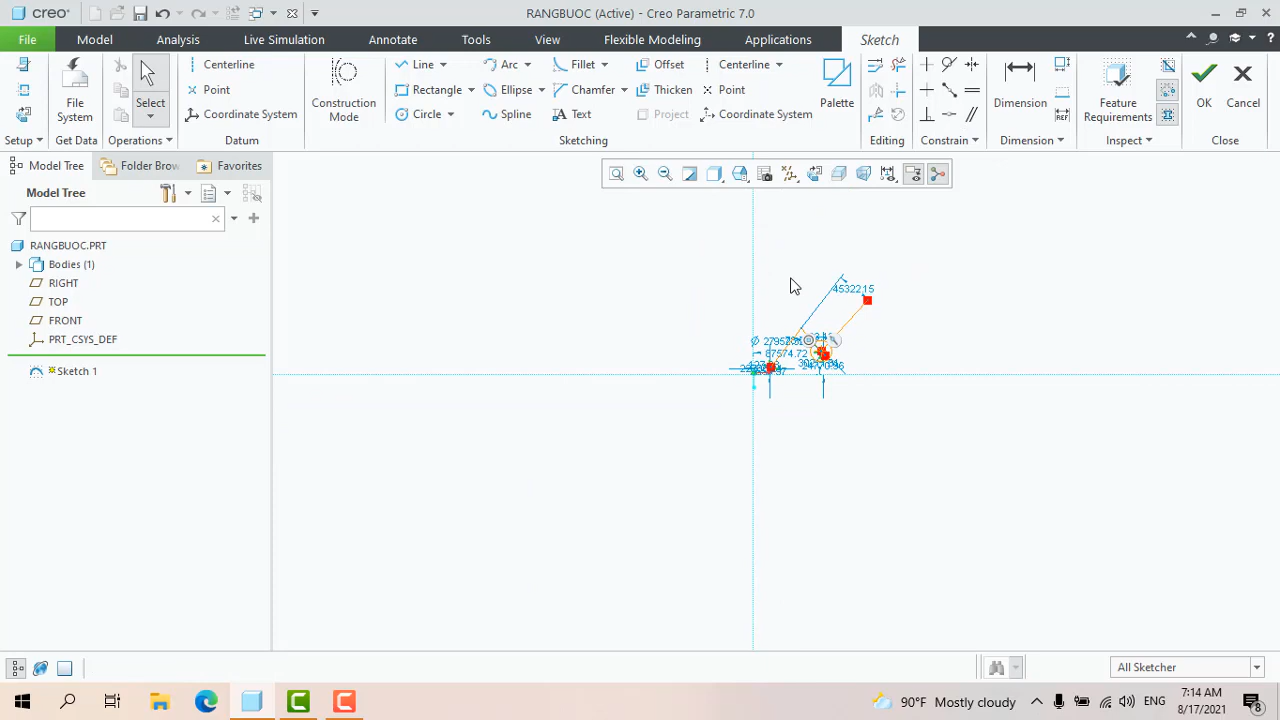 creo
RANGBUOC (Active) - Creo Parametric 7.0
File
Model
Analysis
Live Simulation
Annotate
Tools
View
Flexible Modeling
Applications
Sketch
Setup
File System
Get Data
Select
Operations
Centerline
Point
Coordinate System
Datum
Construction Mode
Line
Rectangle
Circle
Arc
Ellipse
Spline
Fillet
Chamfer
Text
Offset
Thicken
Project
Centerline
Point
Coordinate System
Palette
Sketching
Editing
Constrain
Dimension
Dimension
Feature Requirements
Inspect
OK
Cancel
Close
Model Tree
Folder Brow
Favorites
Model Tree
RANGBUOC.PRT
Bodies (1)
RIGHT
TOP
FRONT
PRT_CSYS_DEF
Sketch 1
45322.15
87574.72
All Sketcher
90°F Mostly cloudy
ENG
7:14 AM
8/17/2021
8